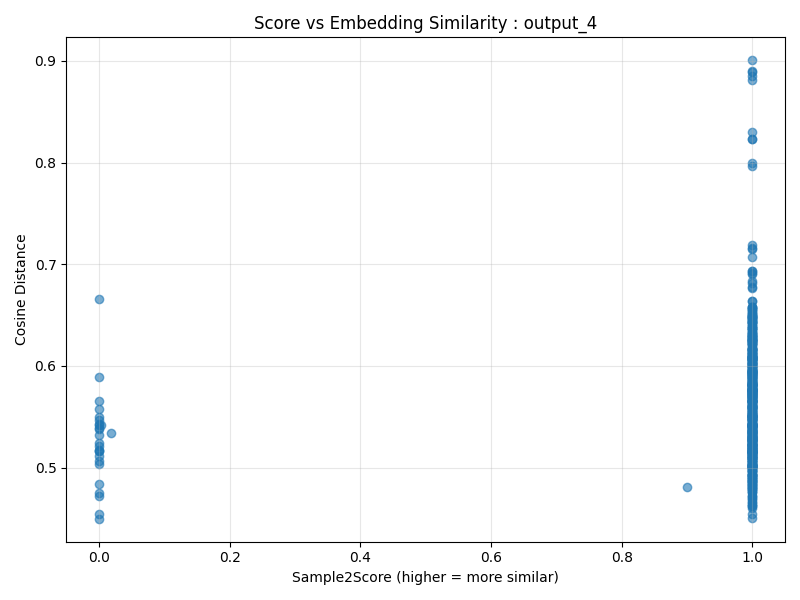 Score vs Embedding Similarity : output_4
Cosine Distance
0.9
0.8
0.7
0.6
0.5
0.0 0.2 0.4 0.6 0.8 1.0
Sample2Score (higher = more similar)